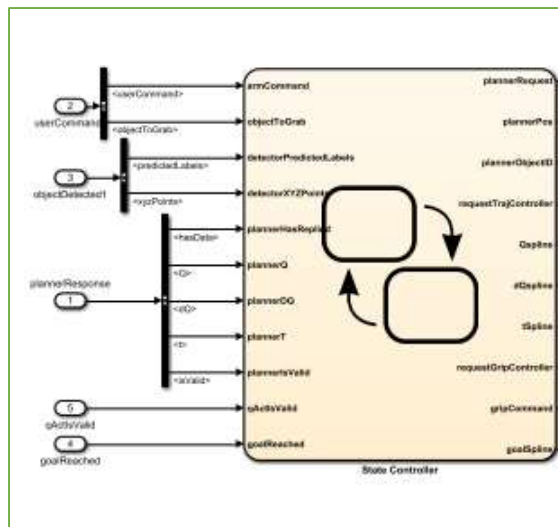 2
userCommand
<userCommand>
<objectToGrab>
3
objectDetected1
<predictedLabels>
<xyzPoints>
plannerResponse
1
<hasData>
<Q>
<dQ>
<t>
<isValid>
5
qActIsValid
4
goalReached
armCommand
objectToGrab
detectorPredictedLabels
detectorXYZPoints
plannerHasReplied
plannerQ
plannerDQ
plannerT
plannerIsValid
qActIsValid
goalReached
plannerRequest
plannerPos
plannerObjectID
requestTrajController
Qspline
dQspline
tSpline
requestGripController
gripCommand
goalSpline
State Controller